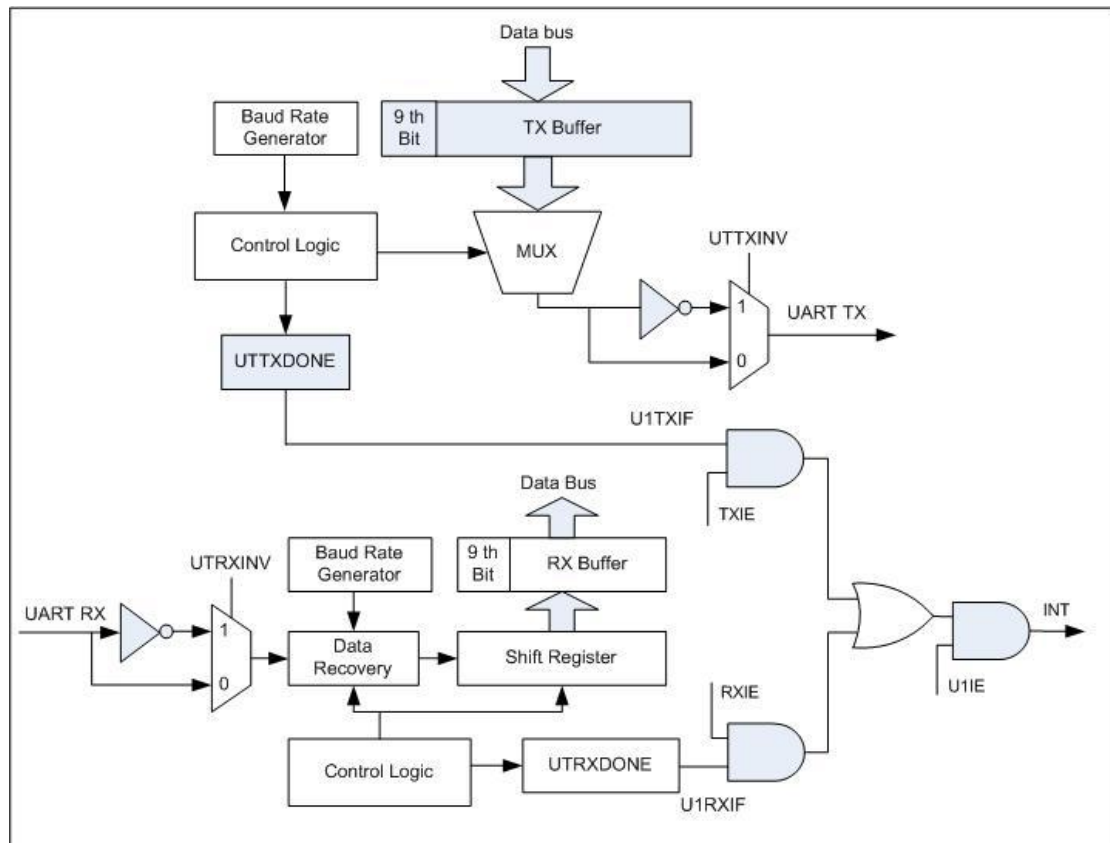 Data bus
Baud Rate
Generator
9 th
Bit
TX Buffer
Control Logic
MUX
UTTXINV
1
UART TX
0
UTTXDONE
U1TXIF
TXIE
Data Bus
Baud Rate
Generator
9 th
Bit
RX Buffer
UTRXINV
UART RX
1
0
Data
Recovery
Shift Register
INT
U1IE
RXIE
Control Logic
UTRXDONE
U1RXIF